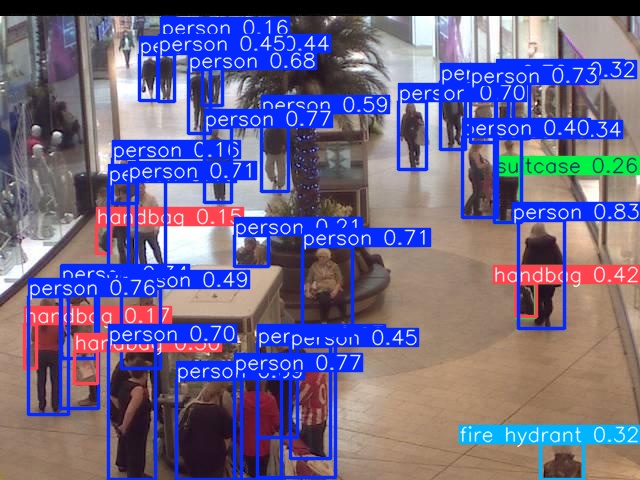 person 0.16
person 0.45
0.44
person 0.68
person 0.59
person 0.77
0.32
person 0.73
person 0.70
person 0.40
.34
suitcase 0.26
person 0.16
person 0.71
handbag 0.15
person 0.21
person 0.83
person 0.71
handbag 0.42
0.49
person 0.76
handbag 0.17
person 0.70
0.45
person 0.77
fire hydrant 0.32